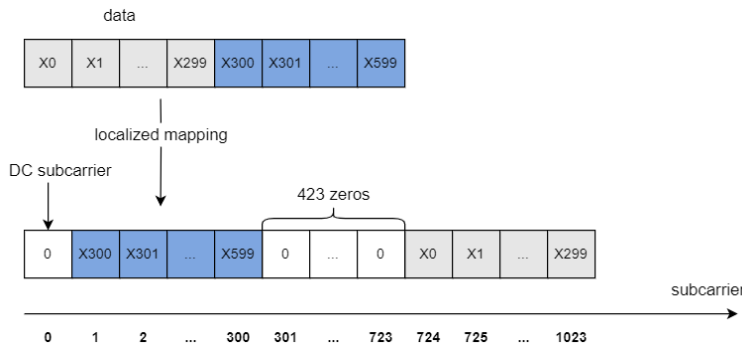 data
X0 X1 ... X299 X300 X301 ... X599
localized mapping
DC subcarrier
423 zeros
0 X300 X301 ... X599 0 ... 0 X0 X1 ... X299
subcarrier
0 1 2 ... 300 301 ... 723 724 725 ... 1023